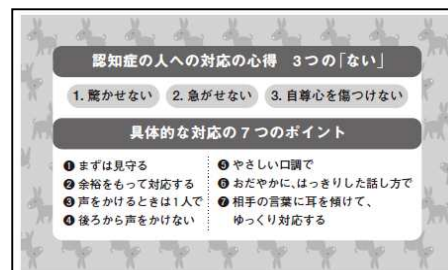 認知症の人への対応の心得 3つの「ない」
1. 驚かせない 2. 急がせない 3. 自尊心を傷つけない
具体的な対応の7つのポイント
❶ まずは見守る
❷ 余裕をもって対応する
❸ 声をかけるときは1人で
❹ 後ろから声をかけない
❺ やさしい口調で
❻ おだやかに、はっきりした話し方で
❼ 相手の言葉に耳を傾けて、
ゆっくり対応する